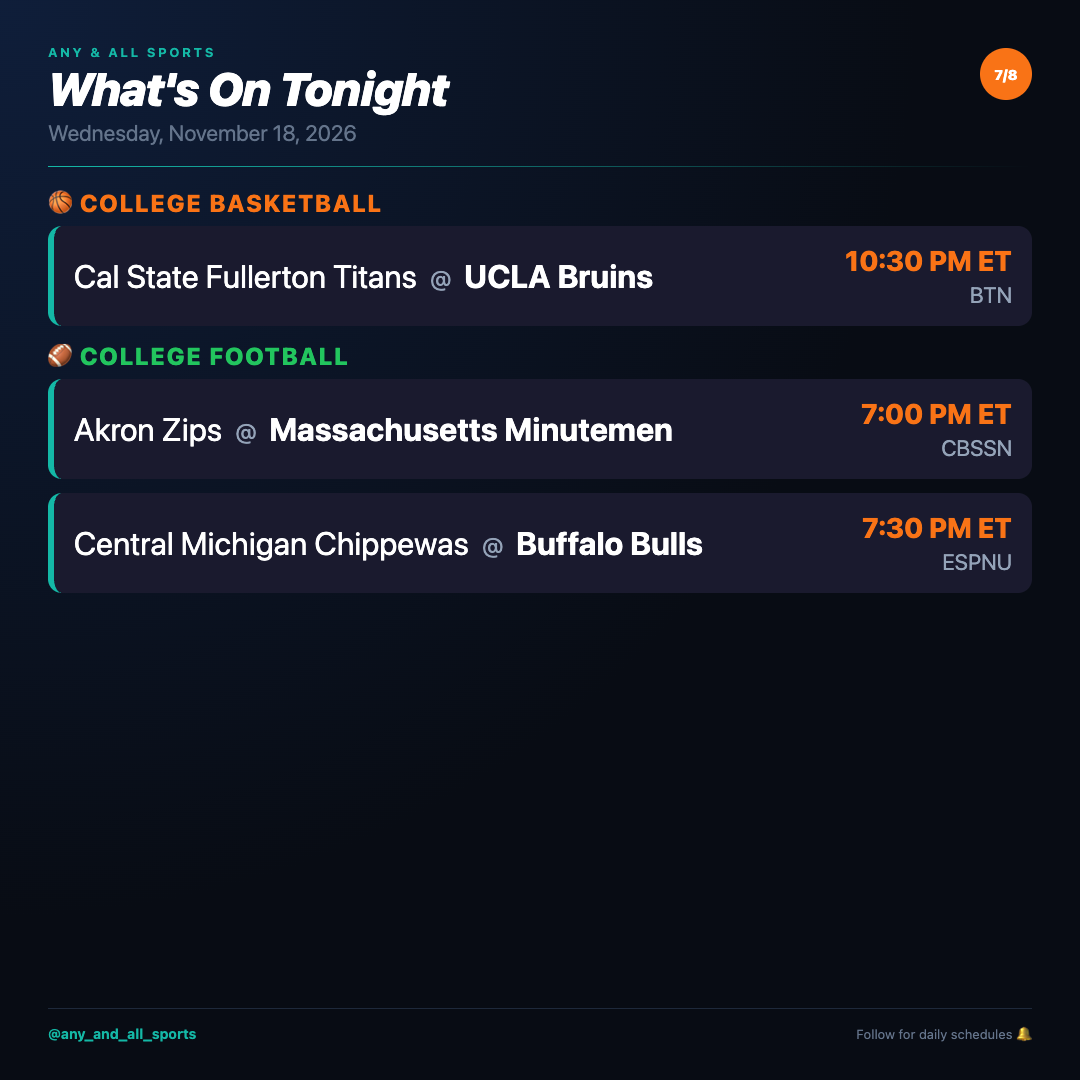 ANY & ALL SPORTS
What's On Tonight
7/8
Wednesday, November 18, 2026
🏀 COLLEGE BASKETBALL
Cal State Fullerton Titans @ UCLA Bruins
10:30 PM ET
BTN
🏈 COLLEGE FOOTBALL
Akron Zips @ Massachusetts Minutemen
7:00 PM ET
CBSSN
Central Michigan Chippewas @ Buffalo Bulls
7:30 PM ET
ESPNU
@any_and_all_sports
Follow for daily schedules 🔔